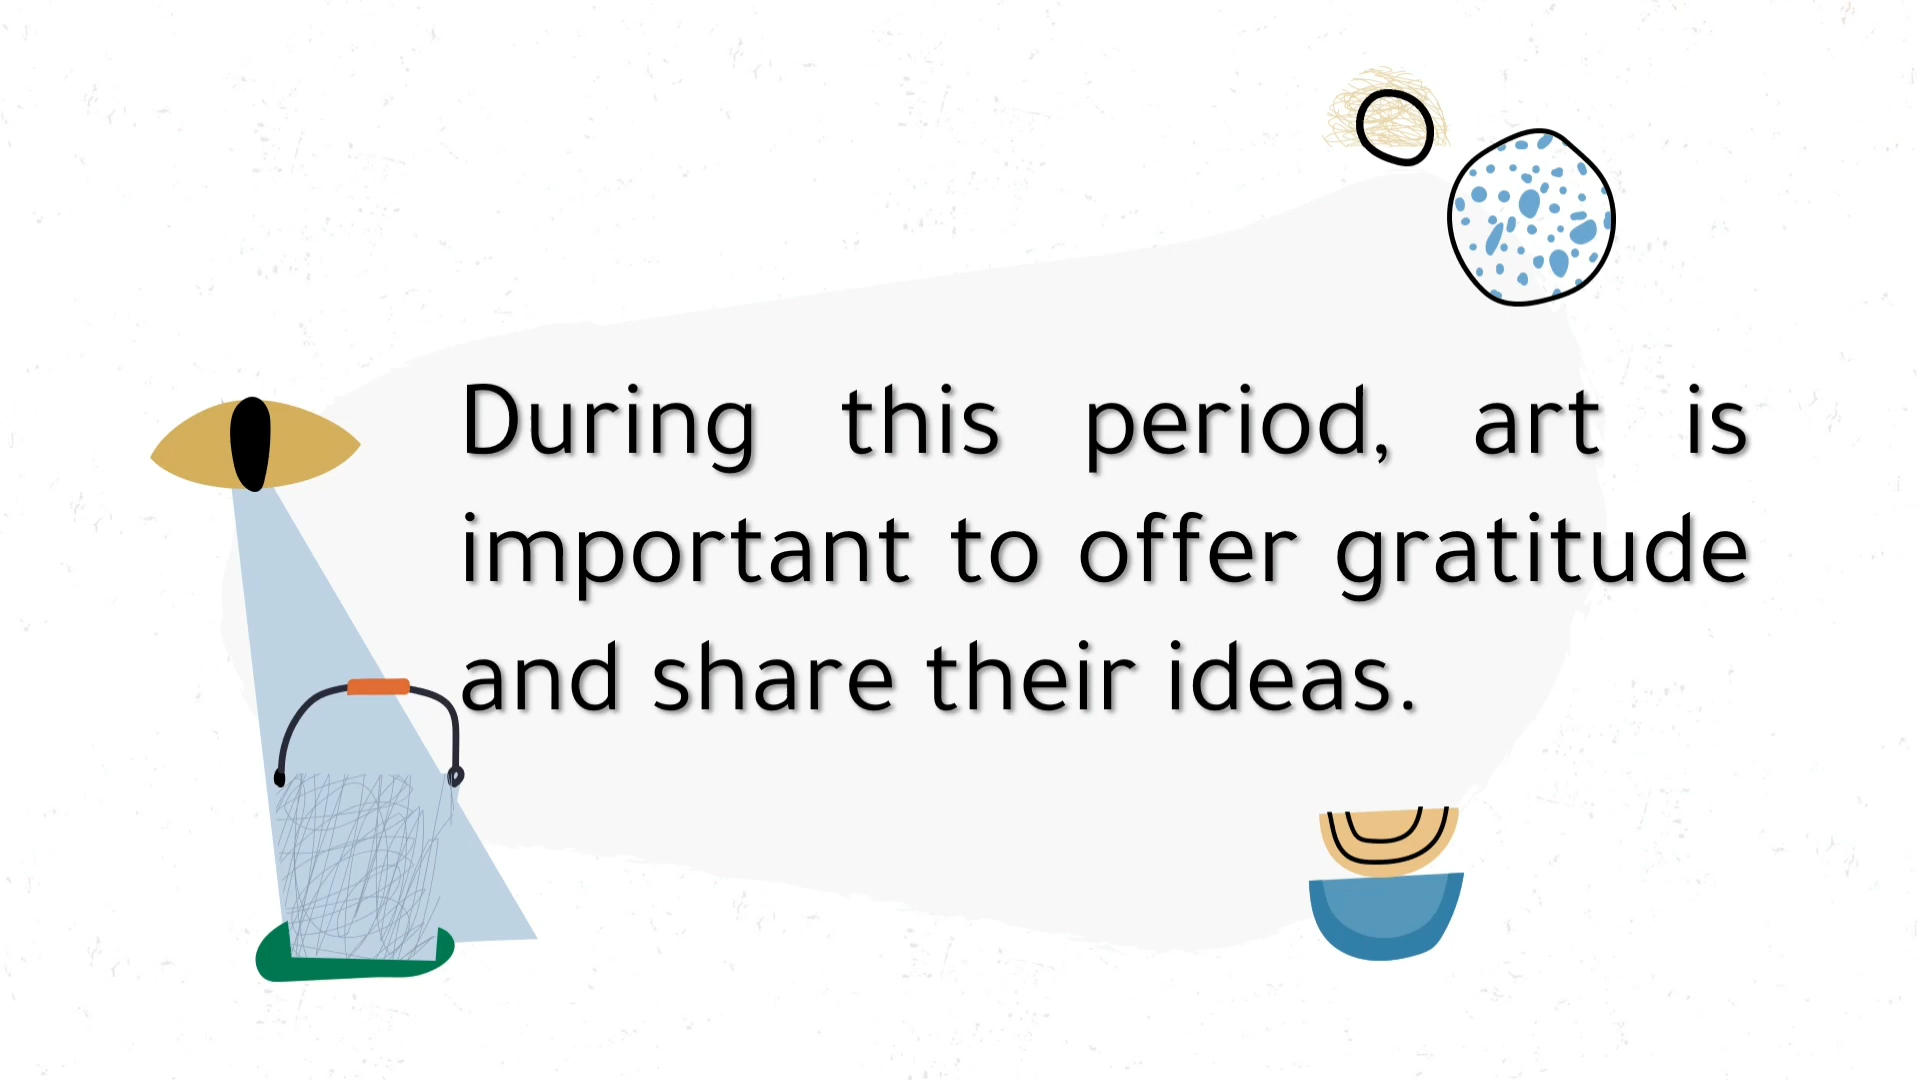 During this period, art is
important to offer gratitude
and share their ideas.